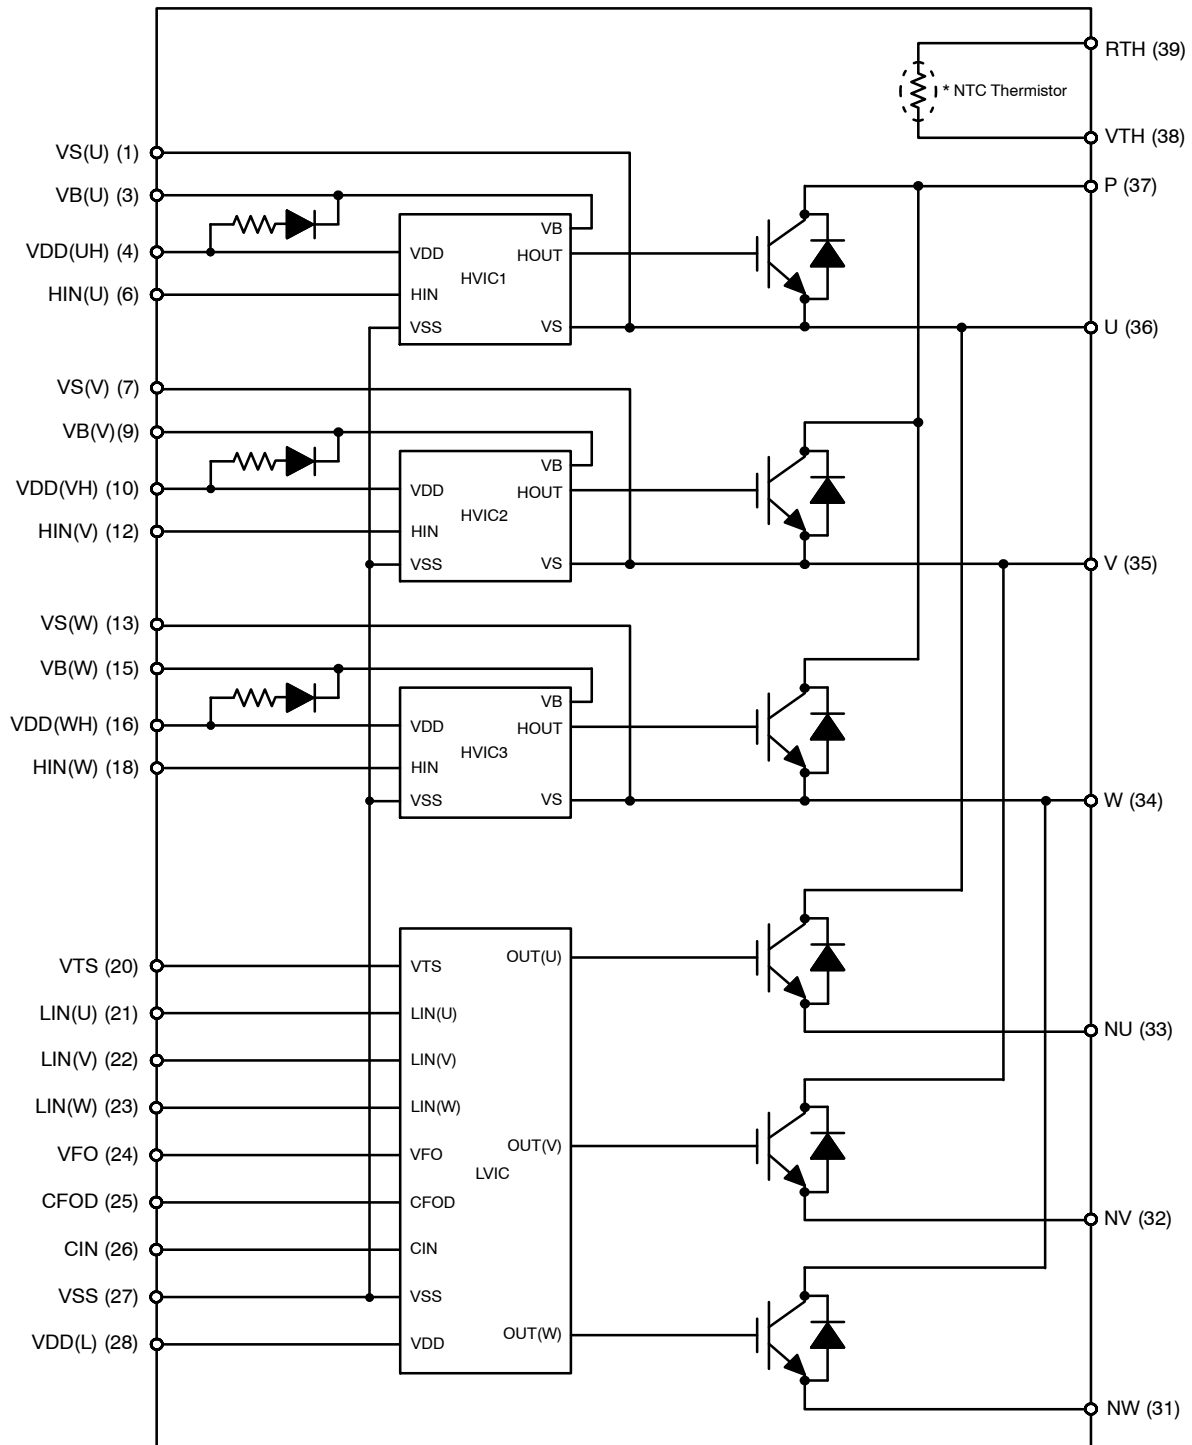 RTH (39)
* NTC Thermistor
VTH (38)
VS(U) (1)
VB(U) (3)
P (37)
VB
VDD(UH) (4)
VDD
HOUT
HVIC1
HIN(U) (6)
HIN
VSS
VS
U (36)
VS(V) (7)
VB(V)(9)
VB
VDD(VH) (10)
VDD
HOUT
HVIC2
HIN(V) (12)
HIN
VSS
VS
V (35)
VS(W) (13)
VB(W) (15)
VB
VDD(WH) (16)
VDD
HOUT
HVIC3
HIN(W) (18)
HIN
VSS
VS
W (34)
OUT(U)
VTS (20)
VTS
LIN(U) (21)
LIN(U)
NU (33)
LIN(V) (22)
LIN(V)
LIN(W) (23)
LIN(W)
OUT(V)
VFO (24)
VFO
LVIC
CFOD (25)
CFOD
NV (32)
CIN (26)
CIN
VSS (27)
VSS
OUT(W)
VDD(L) (28)
VDD
NW (31)